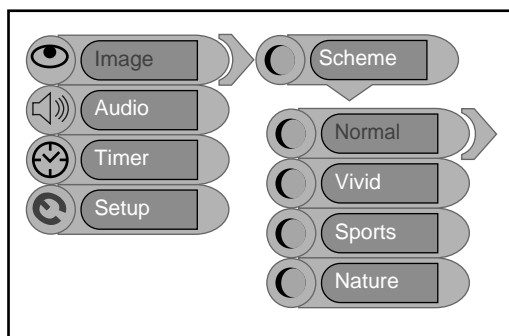 Image
Audio
Timer
Setup
Scheme
Normal
Vivid
Sports
Nature